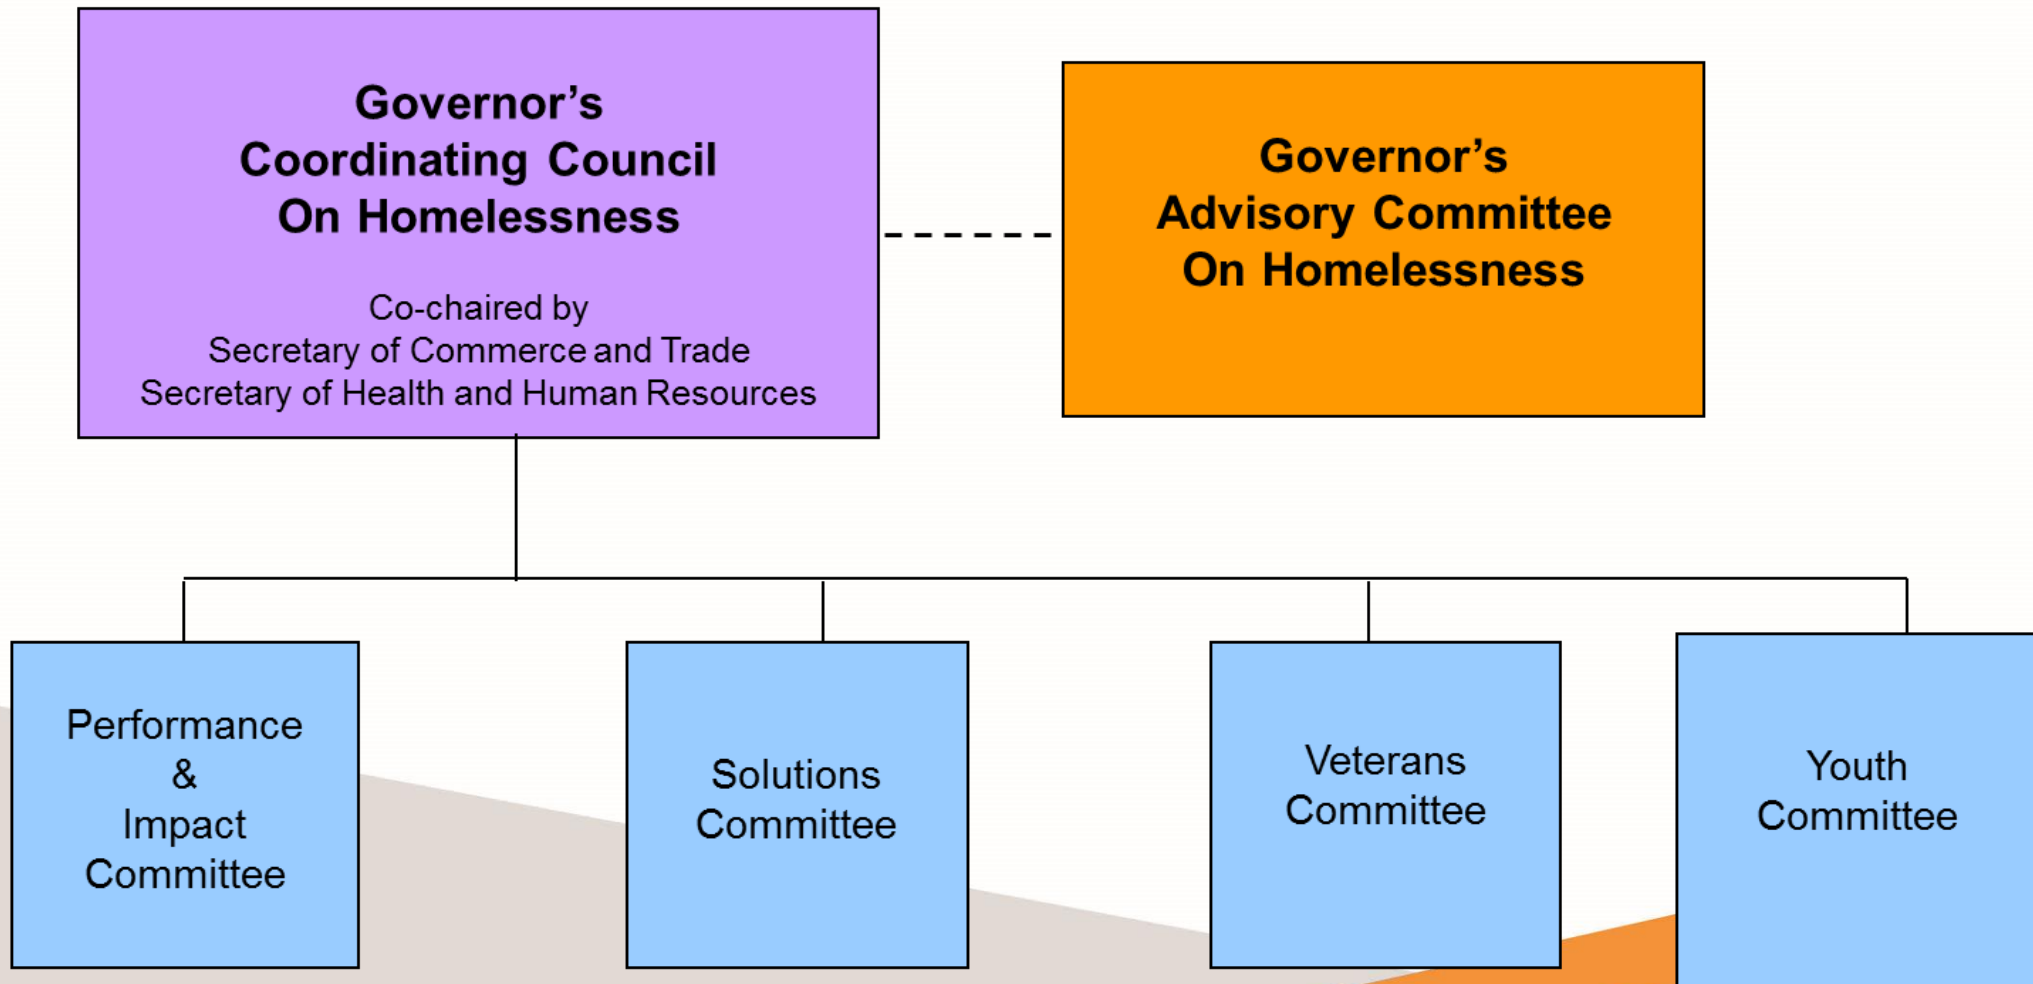 Governor’s
Coordinating Council
On Homelessness
Co-chaired by
Secretary of Commerce and Trade
Secretary of Health and Human Resources
Governor’s
Advisory Committee
On Homelessness
Performance
&
Impact
Committee
Solutions
Committee
Veterans
Committee
Youth
Committee